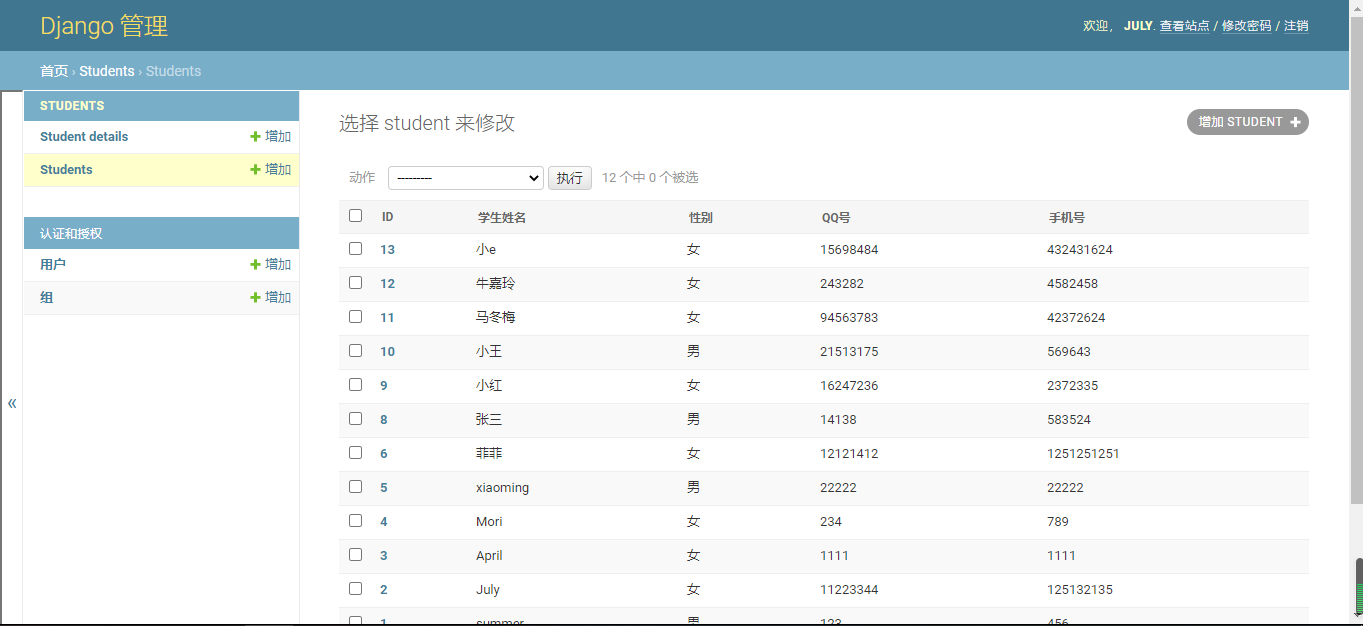 Django 管理
欢迎， JULY. 查看站点 / 修改密码 / 注销
首页 › Students › Students
STUDENTS
Student details 增加
Students 增加
认证和授权
用户 增加
组 增加
«
选择 student 来修改
增加 STUDENT
动作 --------- 执行 12 个中 0 个被选
ID 学生姓名 性别 QQ号 手机号
13 小e 女 15698484 432431624
12 牛嘉玲 女 243282 4582458
11 马冬梅 女 94563783 42372624
10 小王 男 21513175 569643
9 小红 女 16247236 2372335
8 张三 男 14138 583524
6 菲菲 女 12121412 1251251251
5 xiaoming 男 22222 22222
4 Mori 女 234 789
3 April 女 1111 1111
2 July 女 11223344 125132135
1 summer 男 123 456